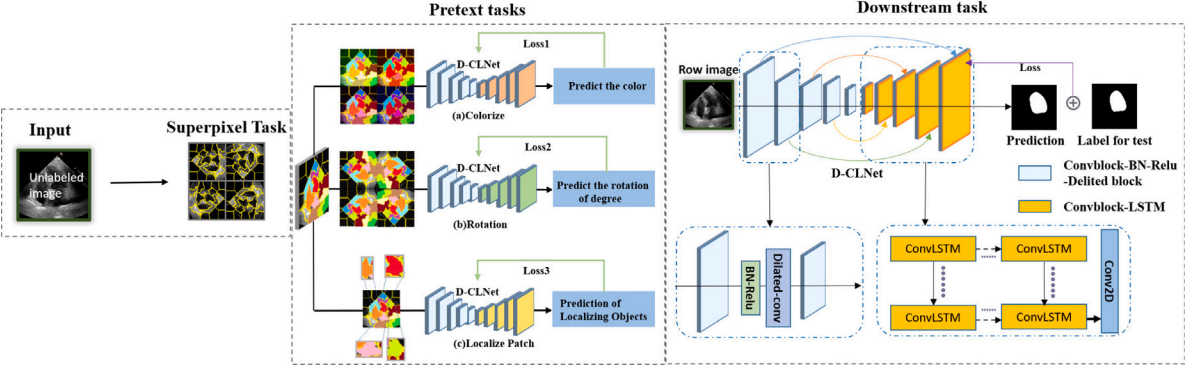 Pretext tasks
Downstream task
Input
Unlabeled
image
Superpixel Task
Loss1
D-CLNet
Predict the color
(a)Colorize
Loss2
D-CLNet
Predict the rotation
of degree
(b)Rotation
Loss3
D-CLNet
Prediction of
Localizing Objects
(c)Localize Patch
Row image
Loss
Prediction
Label for test
D-CLNet
Convblock-BN-Relu
-Delited block
Convblock-LSTM
BN-Relu
Dilated-conv
ConvLSTM
ConvLSTM
ConvLSTM
ConvLSTM
Conv2D